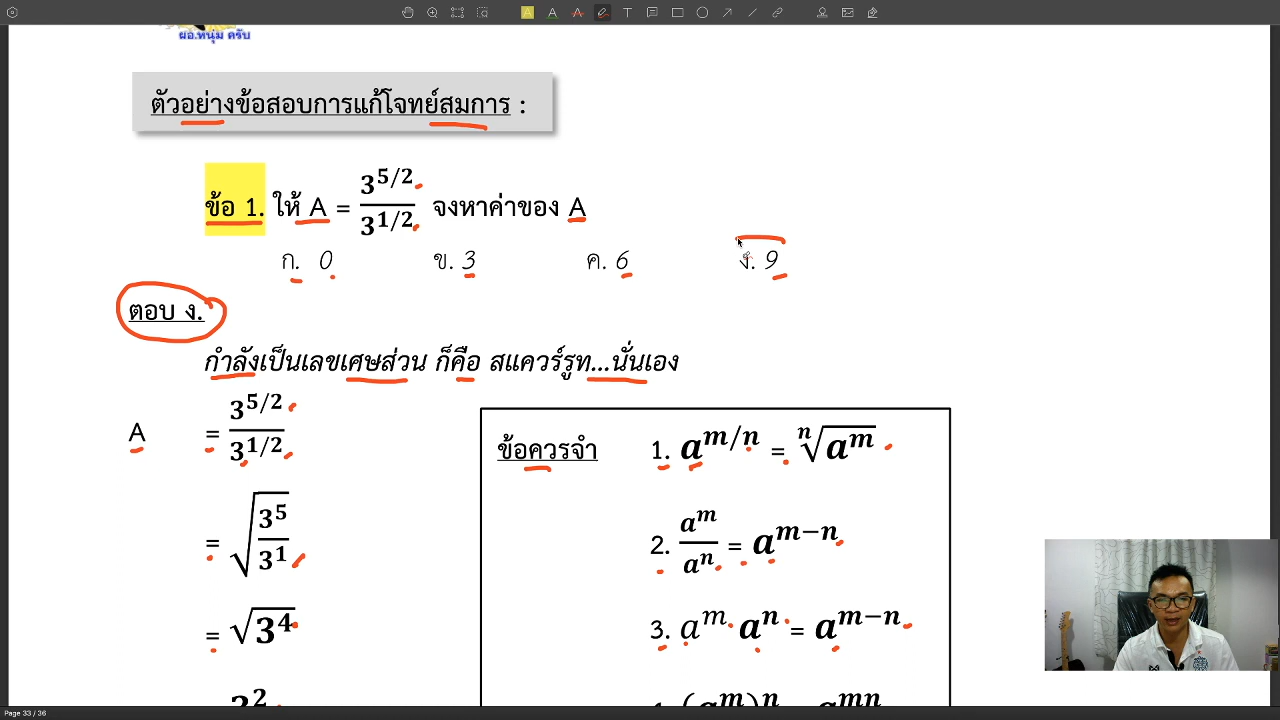 ผอ.หนุ่ม ครับ
ตัวอย่างข้อสอบการแก้โจทย์สมการ :
ข้อ 1. ให้ A = 3^{5/2} / 3^{1/2} จงหาค่าของ A
ก. 0 ข. 3 ค. 6 ง. 9
ตอบ ง.
กำลังเป็นเลขเศษส่วน ก็คือ สแควร์รูท...นั่นเอง
A = 3^{5/2} / 3^{1/2}
= √(3^5 / 3^1)
= √3^4
3^2
ข้อควรจำ 1. a^{m/n} = ^n√a^m
2. a^m / a^n = a^{m−n}
3. a^m a^n = a^{m−n}
(a^m)^n a^{mn}
Page 33 / 36